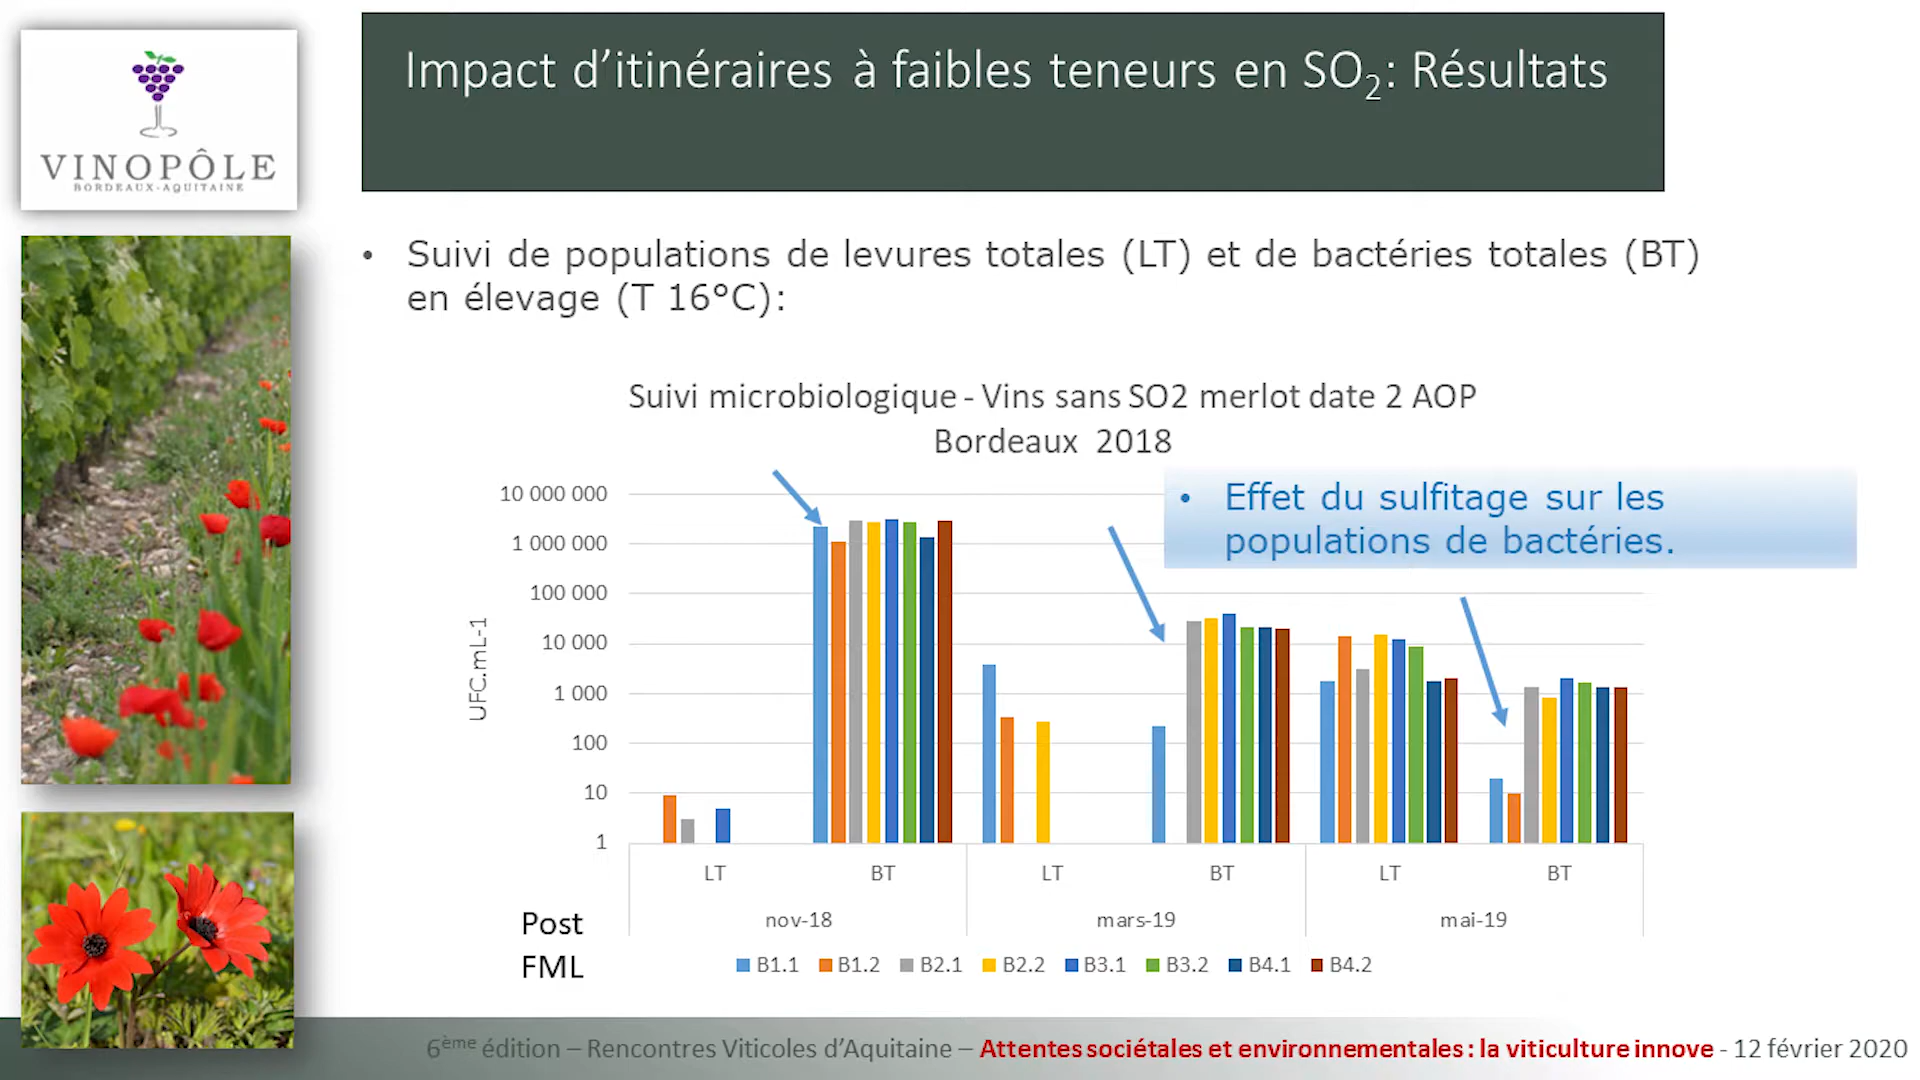 VINOPÔLE
BORDEAUX-AQUITAINE
Impact d’itinéraires à faibles teneurs en SO2: Résultats
• Suivi de populations de levures totales (LT) et de bactéries totales (BT)
en élevage (T 16°C):
Suivi microbiologique - Vins sans SO2 merlot date 2 AOP
Bordeaux 2018
• Effet du sulfitage sur les
populations de bactéries.
UFC.mL-1
10 000 000
1 000 000
100 000
10 000
1 000
100
10
1
LT BT LT BT LT BT
nov-18 mars-19 mai-19
Post
FML
B1.1 B1.2 B2.1 B2.2 B3.1 B3.2 B4.1 B4.2
6ème édition – Rencontres Viticoles d’Aquitaine – Attentes sociétales et environnementales : la viticulture innove - 12 février 2020